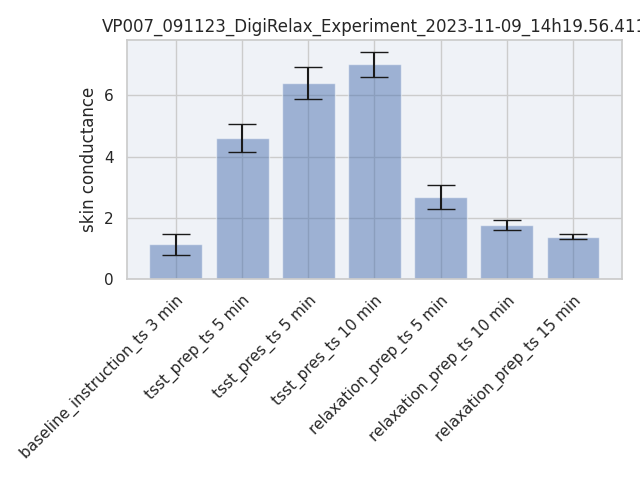 VP007_091123_DigiRelax_Experiment_2023-11-09_14h19.56.411
skin conductance
6
4
2
0
baseline_instruction_ts 3 min
tsst_prep_ts 5 min
tsst_pres_ts 5 min
tsst_pres_ts 10 min
relaxation_prep_ts 5 min
relaxation_prep_ts 10 min
relaxation_prep_ts 15 min